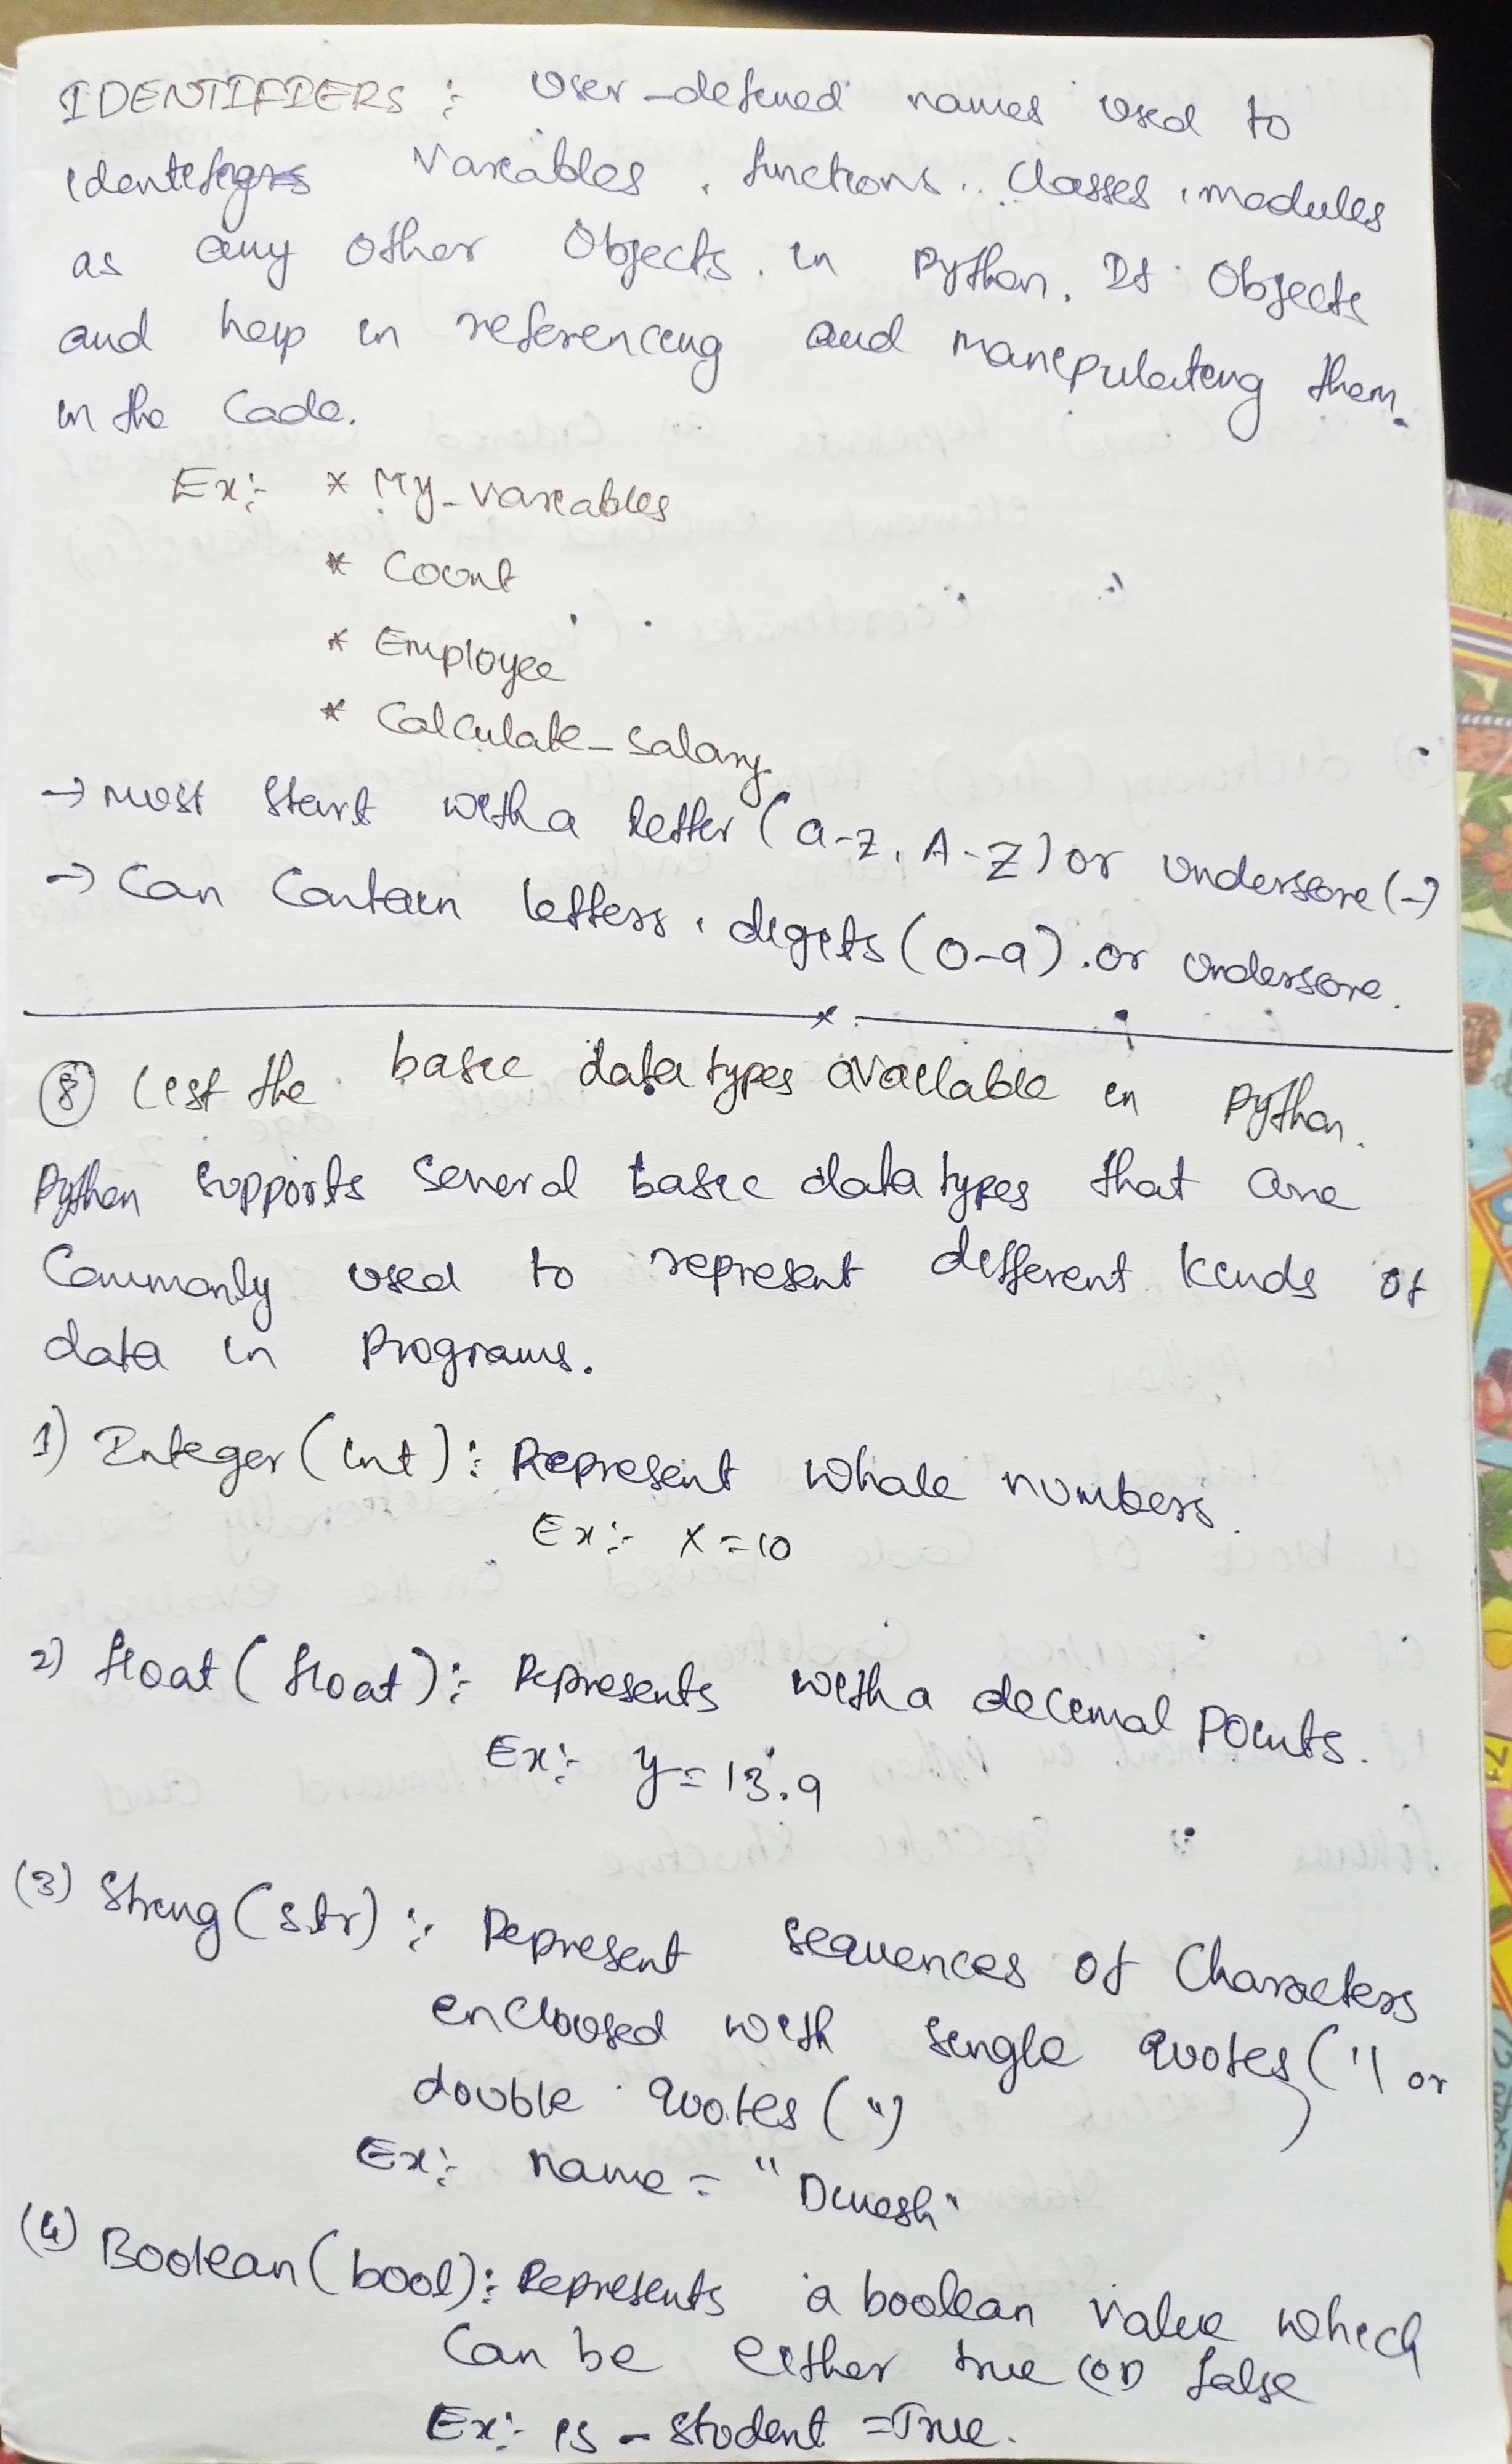 IDENTIFIERS :- User-defined names used to
identifiers variables, functions, classes, modules
as any other Objects. in Python. It Objects
and help in referencing and manipulating them.
in the Code.
Ex:- * My_variables
* Count
* Employee
* Calculate_salary
→ must start with a letter (a-z, A-Z) or underscore (-)
→ Can Contain letters, digits (0-9). or underscore.
x
(8) List the basic data types available in Python.
Python supports several basic data types that are
Commonly used to represent different kinds of
data in Programs.
1) Integer (int) :- Represent whole numbers.
Ex:- x = 10
2) float (float) :- Represents with a decimal points.
Ex:- y = 13.9
(3) String (str) :- Represent sequences of Characters
encloused with single quotes ('') or
double quotes (")
Ex:- name = "Dinesh"
(4) Boolean (bool) :- Represents a boolean value which
Can be either true (or) false
Ex:- is - student = True.